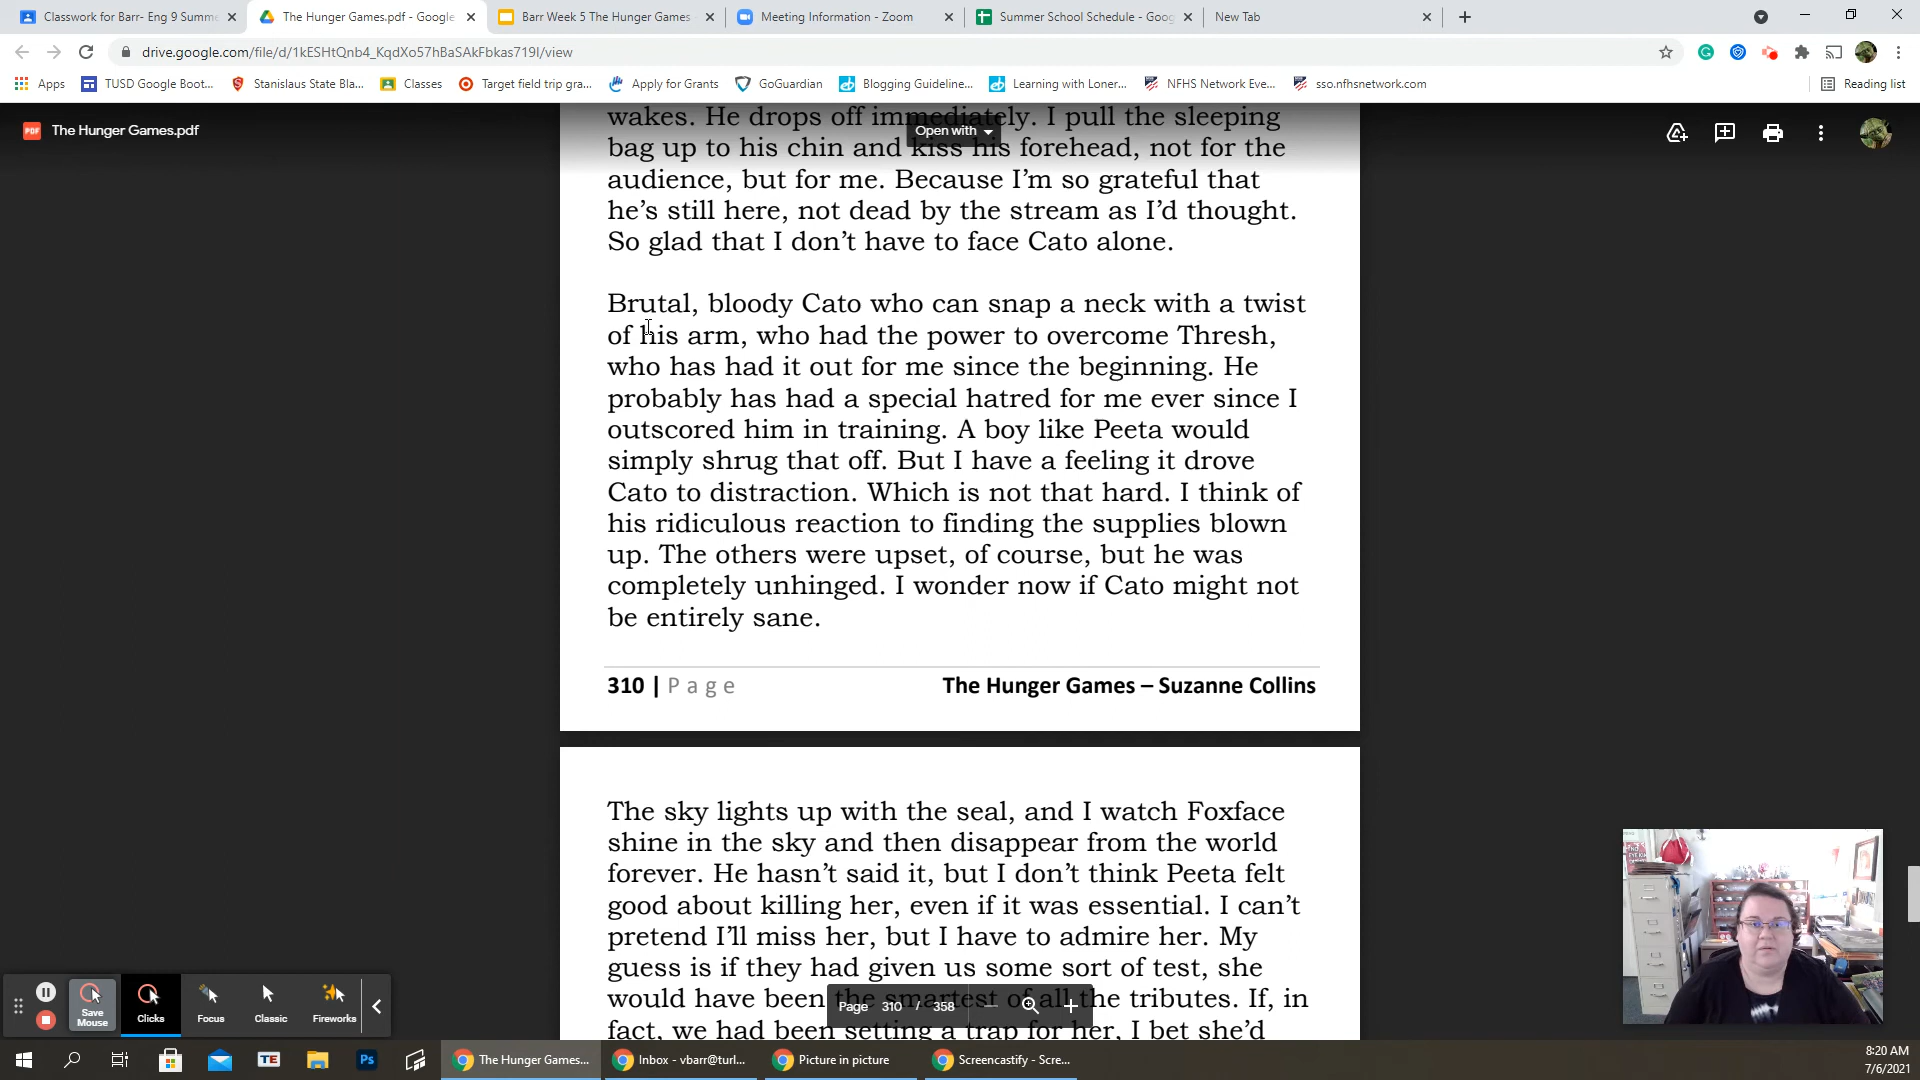 Classwork for Barr- Eng 9 Summe
The Hunger Games.pdf - Google
Barr Week 5 The Hunger Games
Meeting Information - Zoom
Summer School Schedule - Goog
New Tab
drive.google.com/file/d/1kESHtQnb4_KqdXo57hBaSAkFbkas719I/view
Apps
TUSD Google Boot...
Stanislaus State Bla...
Classes
Target field trip gra...
Apply for Grants
GoGuardian
Blogging Guideline...
Learning with Loner...
NFHS Network Eve...
sso.nfhsnetwork.com
Reading list
PDF
The Hunger Games.pdf
Open with
wakes. He drops off immediately. I pull the sleeping
bag up to his chin and kiss his forehead, not for the
audience, but for me. Because I’m so grateful that
he’s still here, not dead by the stream as I’d thought.
So glad that I don’t have to face Cato alone.
Brutal, bloody Cato who can snap a neck with a twist
of his arm, who had the power to overcome Thresh,
who has had it out for me since the beginning. He
probably has had a special hatred for me ever since I
outscored him in training. A boy like Peeta would
simply shrug that off. But I have a feeling it drove
Cato to distraction. Which is not that hard. I think of
his ridiculous reaction to finding the supplies blown
up. The others were upset, of course, but he was
completely unhinged. I wonder now if Cato might not
be entirely sane.
310 | Page
The Hunger Games – Suzanne Collins
The sky lights up with the seal, and I watch Foxface
shine in the sky and then disappear from the world
forever. He hasn’t said it, but I don’t think Peeta felt
good about killing her, even if it was essential. I can’t
pretend I’ll miss her, but I have to admire her. My
guess is if they had given us some sort of test, she
would have been the smartest of all the tributes. If, in
fact, we had been setting a trap for her, I bet she’d
Page 310 / 358
Save Mouse
Clicks
Focus
Classic
Fireworks
TE
Ps
The Hunger Games...
Inbox - vbarr@turl...
Picture in picture
Screencastify - Scre...
8:20 AM
7/6/2021